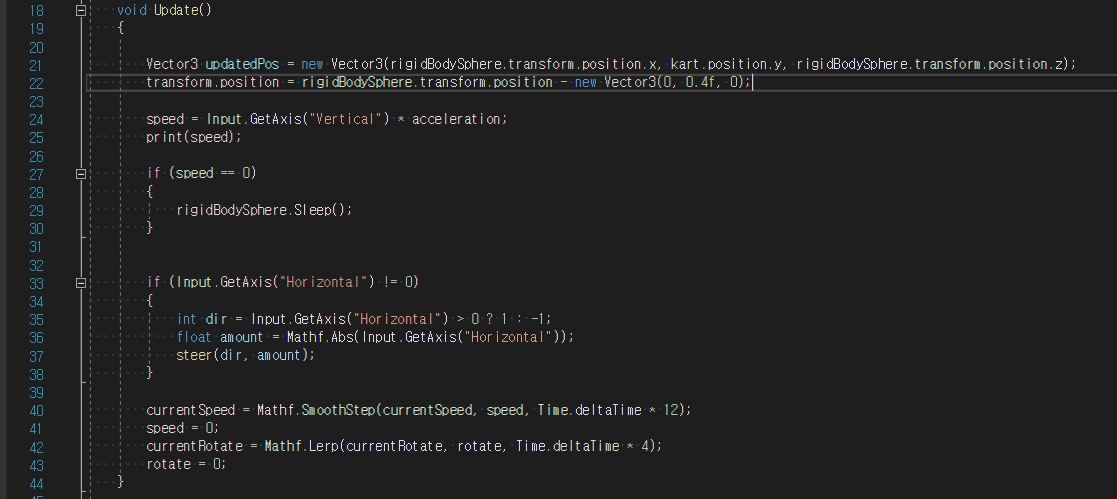 18 void Update()
19 {
20
21 Vector3 updatedPos = new Vector3(rigidBodySphere.transform.position.x, kart.position.y, rigidBodySphere.transform.position.z);
22 transform.position = rigidBodySphere.transform.position - new Vector3(0, 0.4f, 0);
23
24 speed = Input.GetAxis("Vertical") * acceleration;
25 print(speed);
26
27 if (speed == 0)
28 {
29 rigidBodySphere.Sleep();
30 }
31
32
33 if (Input.GetAxis("Horizontal") != 0)
34 {
35 int dir = Input.GetAxis("Horizontal") > 0 ? 1 : -1;
36 float amount = Mathf.Abs(Input.GetAxis("Horizontal"));
37 steer(dir, amount);
38 }
39
40 currentSpeed = Mathf.SmoothStep(currentSpeed, speed, Time.deltaTime * 12);
41 speed = 0;
42 currentRotate = Mathf.Lerp(currentRotate, rotate, Time.deltaTime * 4);
43 rotate = 0;
44 }